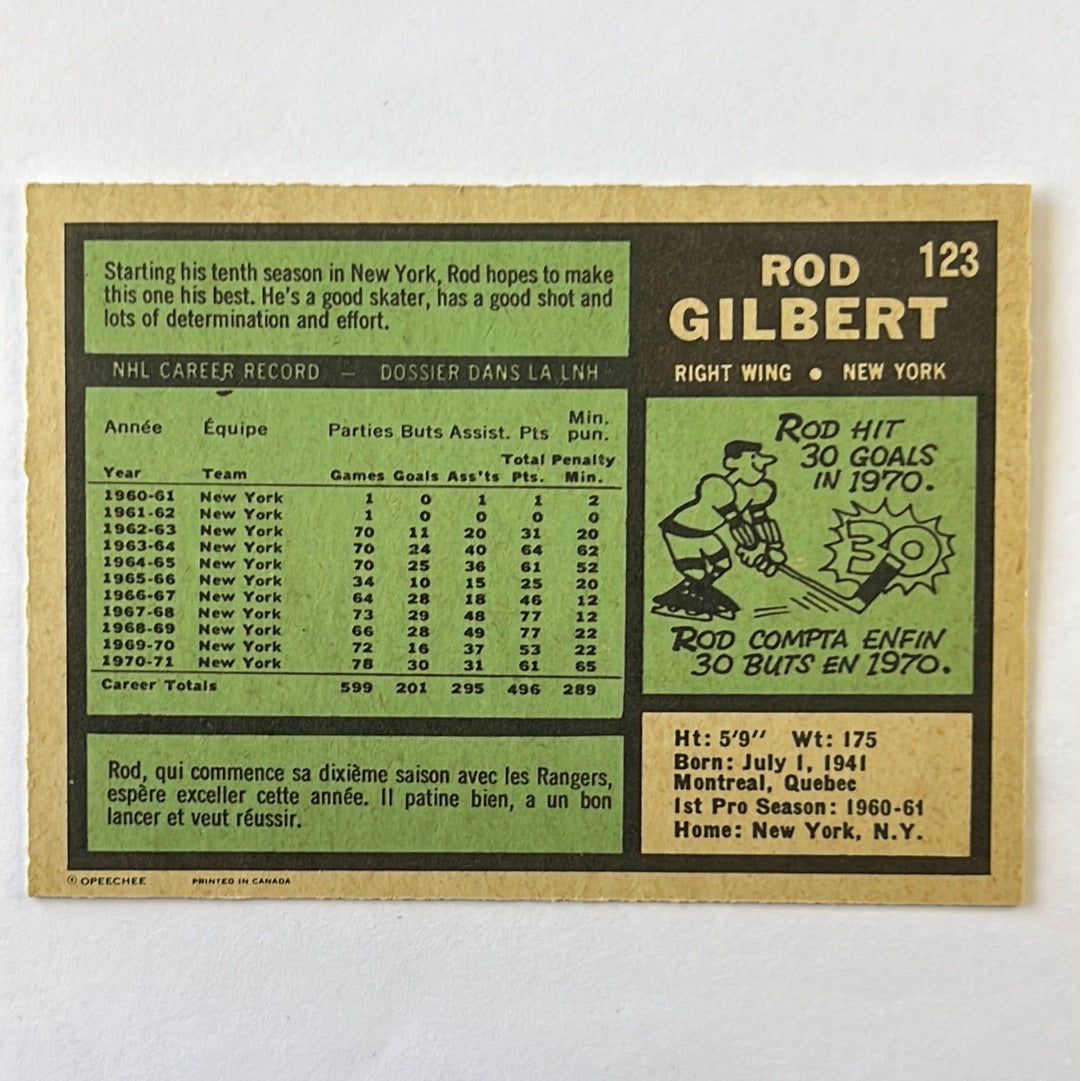 Starting his tenth season in New York, Rod hopes to make
this one his best. He's a good skater, has a good shot and
lots of determination and effort.
NHL CAREER RECORD — DOSSIER DANS LA LNH
Année Équipe Parties Buts Assist. Pts Min. pun.
Year Team Games Goals Ass'ts Total Pts. Penalty Min.
1960-61 New York 1 0 1 1 2
1961-62 New York 1 0 0 0 0
1962-63 New York 70 11 20 31 20
1963-64 New York 70 24 40 64 62
1964-65 New York 70 25 36 61 52
1965-66 New York 34 10 15 25 20
1966-67 New York 64 28 18 46 12
1967-68 New York 73 29 48 77 12
1968-69 New York 66 28 49 77 22
1969-70 New York 72 16 37 53 22
1970-71 New York 78 30 31 61 65
Career Totals 599 201 295 496 289
Rod, qui commence sa dixième saison avec les Rangers,
espère exceller cette année. Il patine bien, a un bon
lancer et veut réussir.
© OPEECHEE PRINTED IN CANADA
123
ROD
GILBERT
RIGHT WING ● NEW YORK
ROD HIT
30 GOALS
IN 1970.
30
ROD COMPTA ENFIN
30 BUTS EN 1970.
Ht: 5'9" Wt: 175
Born: July 1, 1941
Montreal, Quebec
1st Pro Season: 1960-61
Home: New York, N.Y.